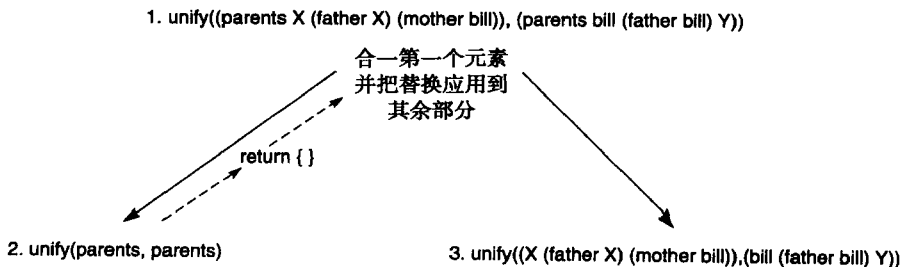 1. unify((parents X (father X) (mother bill)), (parents bill (father bill) Y))
合一第一个元素
并把替换应用到
其余部分
return { }
2. unify(parents, parents)
3. unify((X (father X) (mother bill)),(bill (father bill) Y))